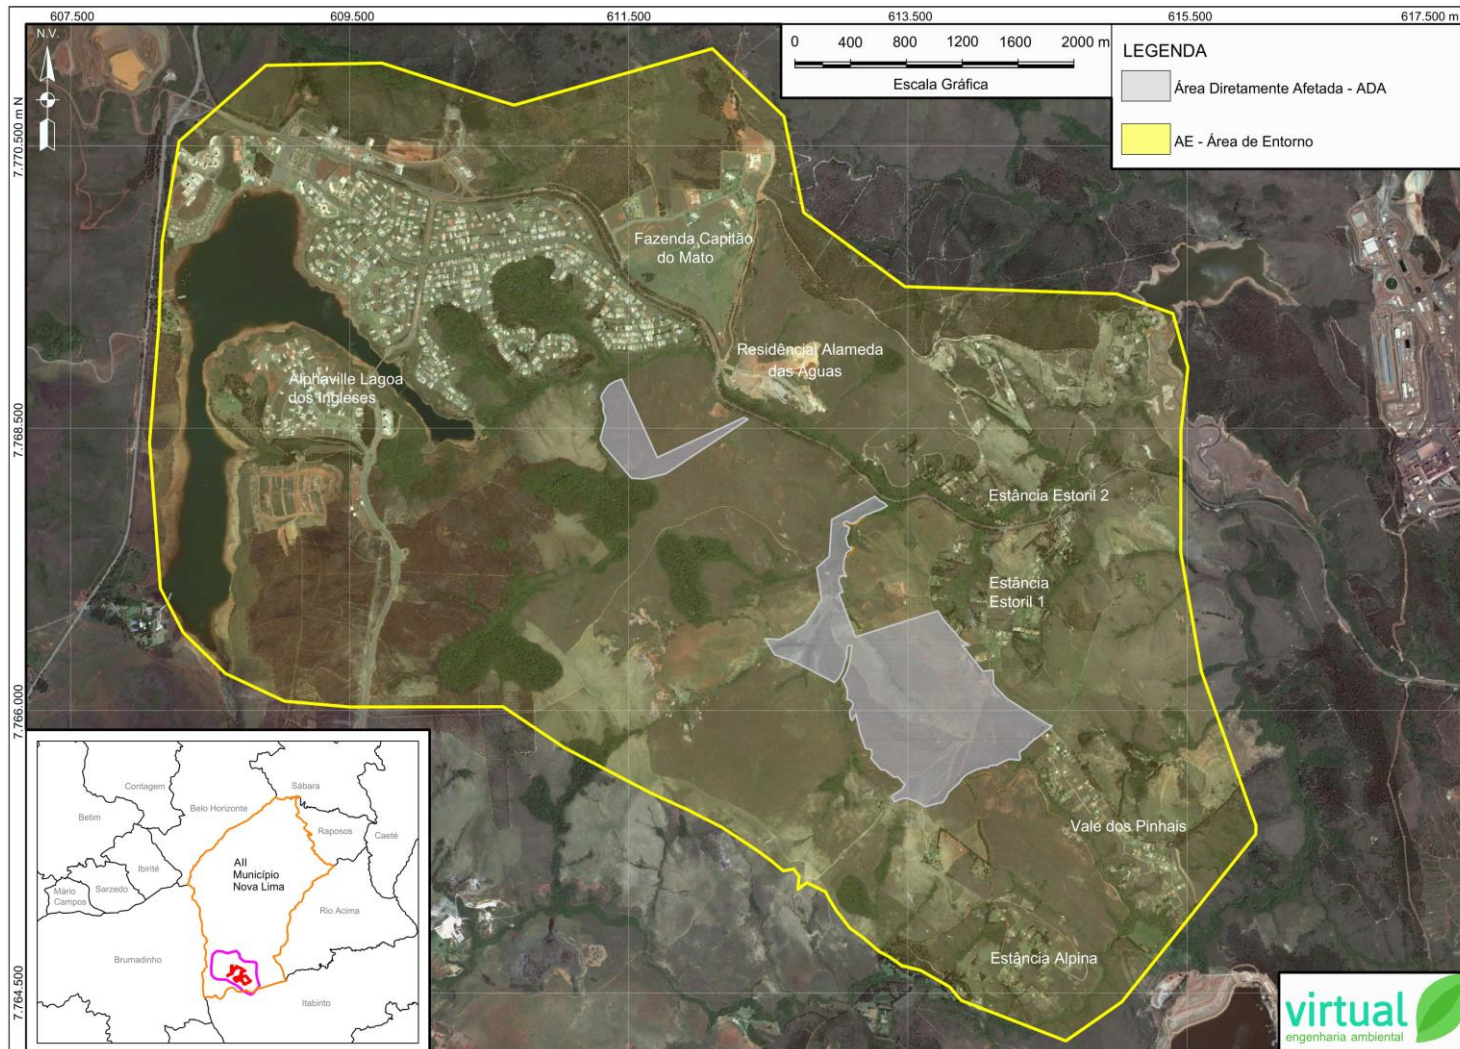 607.500
609.500
611.500
613.500
615.500
617.500 m
N.V.
0 400 800 1200 1600 2000 m
Escala Gráfica
LEGENDA
Área Diretamente Afetada - ADA
AE - Área de Entorno
7.770.500 m N
7.768.500
7.766.000
7.764.500
Fazenda Capitão
do Mato
Residêncial Alameda
das Águas
Alphaville Lagoa
dos Ingleses
Estância Estoril 2
Estância
Estoril 1
Vale dos Pinhais
Estância Alpina
Contagem
Sábara
Belo Horizonte
Betim
Raposos
Caeté
Ibirité
AII
Município
Nova Lima
Mário
Campos
Sarzedo
Rio Acima
Brumadinho
Itabirito
virtual
engenharia ambiental